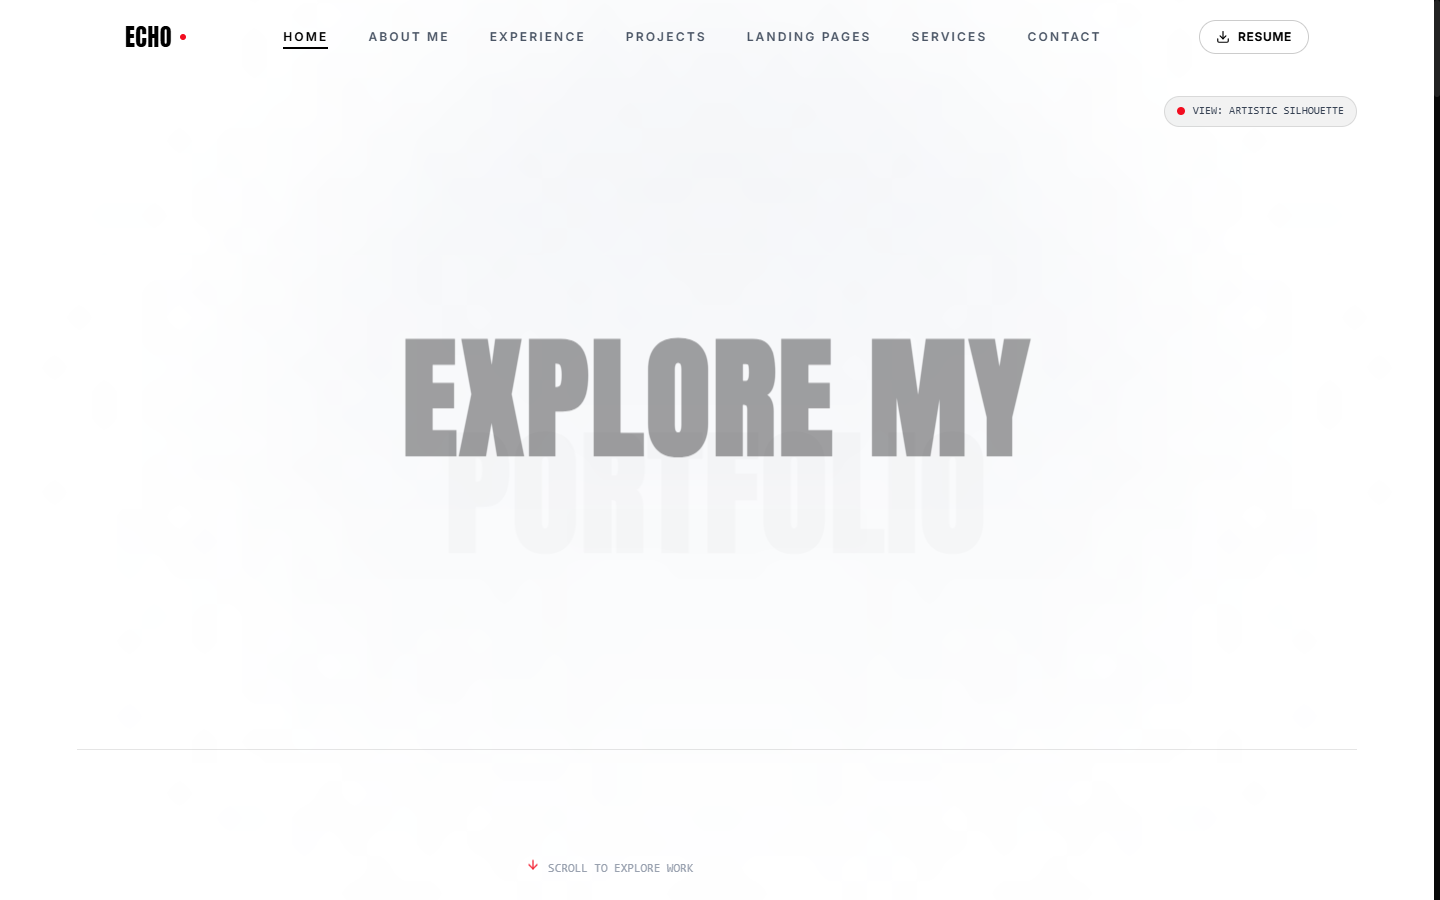 ECHO
HOME ABOUT ME EXPERIENCE PROJECTS LANDING PAGES SERVICES CONTACT
RESUME
VIEW: ARTISTIC SILHOUETTE
EXPLORE MY
PORTFOLIO
SCROLL TO EXPLORE WORK